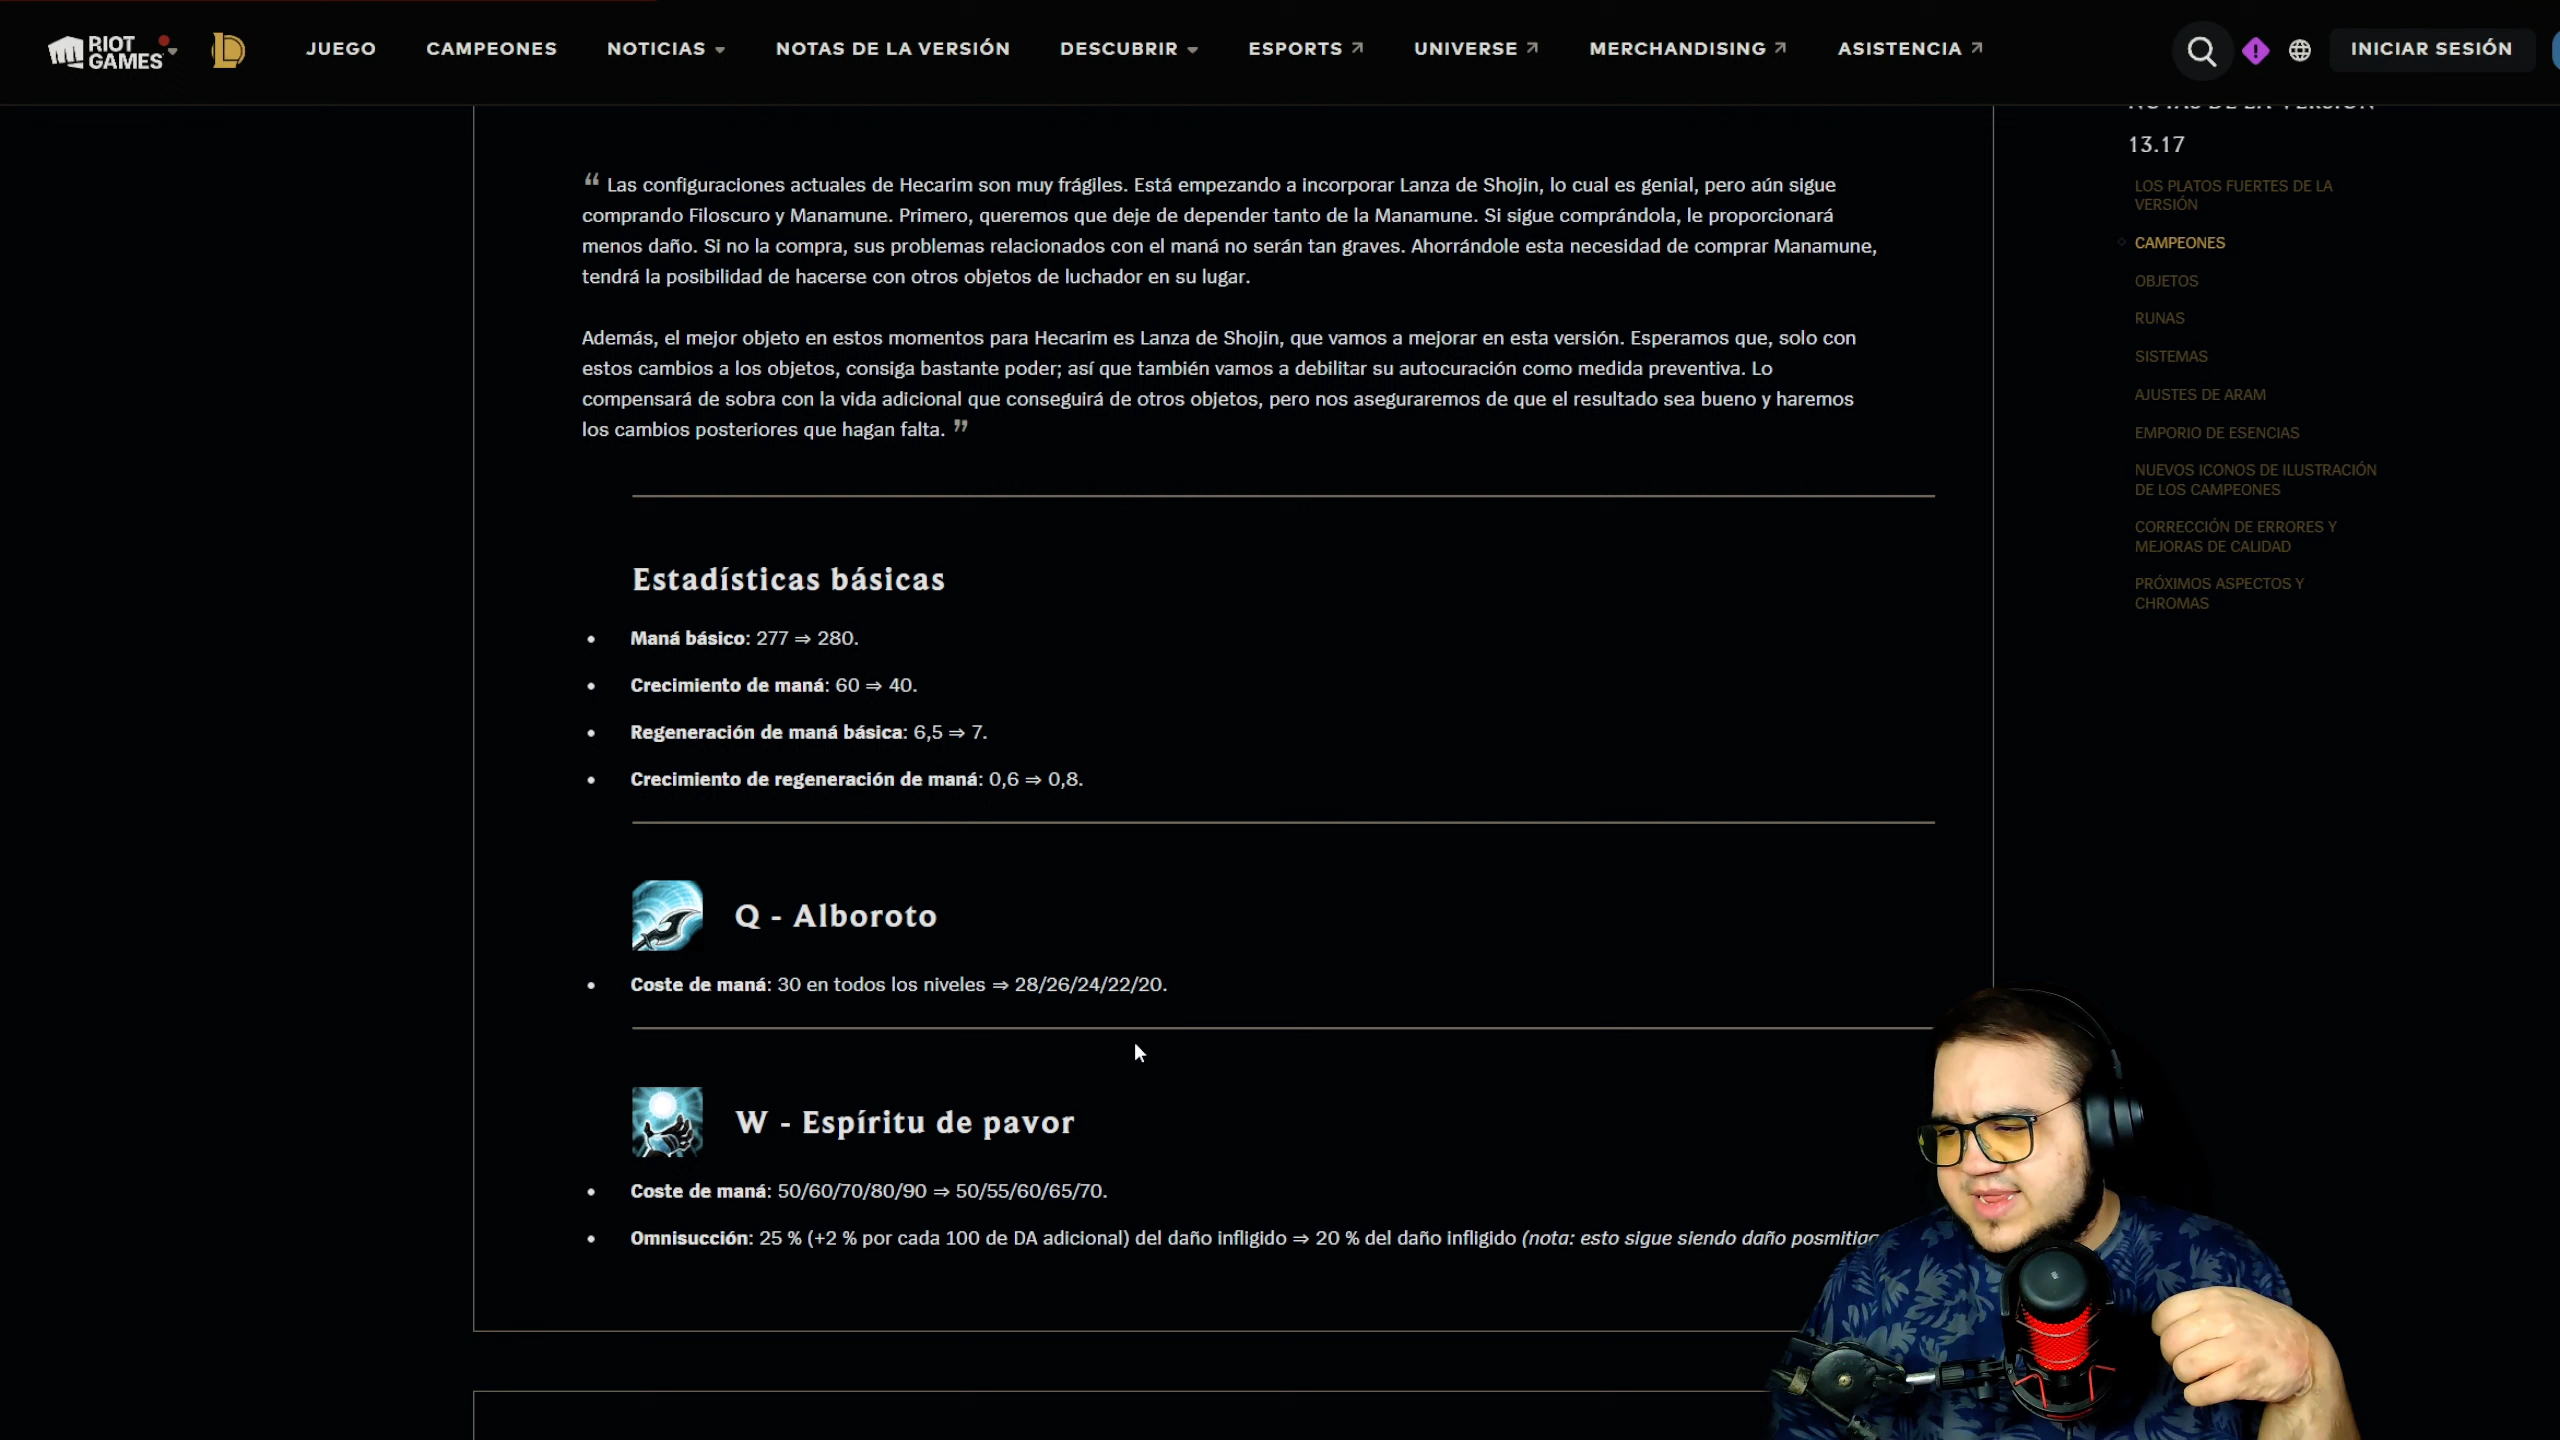 RIOT GAMES
JUEGO
CAMPEONES
NOTICIAS
NOTAS DE LA VERSIÓN
DESCUBRIR
ESPORTS
UNIVERSE
MERCHANDISING
ASISTENCIA
INICIAR SESIÓN
“ Las configuraciones actuales de Hecarim son muy frágiles. Está empezando a incorporar Lanza de Shojin, lo cual es genial, pero aún sigue
comprando Filoscuro y Manamune. Primero, queremos que deje de depender tanto de la Manamune. Si sigue comprándola, le proporcionará
menos daño. Si no la compra, sus problemas relacionados con el maná no serán tan graves. Ahorrándole esta necesidad de comprar Manamune,
tendrá la posibilidad de hacerse con otros objetos de luchador en su lugar.
Además, el mejor objeto en estos momentos para Hecarim es Lanza de Shojin, que vamos a mejorar en esta versión. Esperamos que, solo con
estos cambios a los objetos, consiga bastante poder; así que también vamos a debilitar su autocuración como medida preventiva. Lo
compensará de sobra con la vida adicional que conseguirá de otros objetos, pero nos aseguraremos de que el resultado sea bueno y haremos
los cambios posteriores que hagan falta. ”
Estadísticas básicas
• Maná básico: 277 ⇒ 280.
• Crecimiento de maná: 60 ⇒ 40.
• Regeneración de maná básica: 6,5 ⇒ 7.
• Crecimiento de regeneración de maná: 0,6 ⇒ 0,8.
Q - Alboroto
• Coste de maná: 30 en todos los niveles ⇒ 28/26/24/22/20.
W - Espíritu de pavor
• Coste de maná: 50/60/70/80/90 ⇒ 50/55/60/65/70.
• Omnisucción: 25 % (+2 % por cada 100 de DA adicional) del daño infligido ⇒ 20 % del daño infligido (nota: esto sigue siendo daño
NOTAS DE LA VERSIÓN
13.17
LOS PLATOS FUERTES DE LA
VERSIÓN
CAMPEONES
OBJETOS
RUNAS
SISTEMAS
AJUSTES DE ARAM
EMPORIO DE ESENCIAS
NUEVOS ICONOS DE ILUSTRACIÓN
DE LOS CAMPEONES
CORRECCIÓN DE ERRORES Y
MEJORAS DE CALIDAD
PRÓXIMOS ASPECTOS Y
CHROMAS